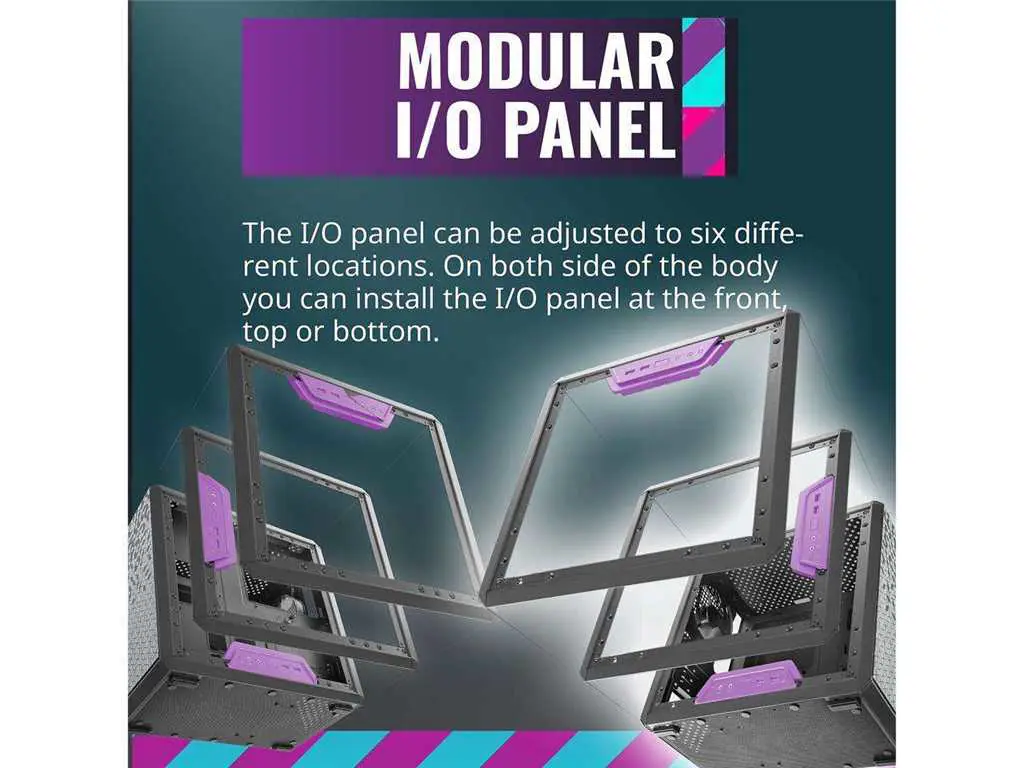 MODULAR
I/O PANEL
The I/O panel can be adjusted to six diffe-
rent locations. On both side of the body
you can install the I/O panel at the front,
top or bottom.